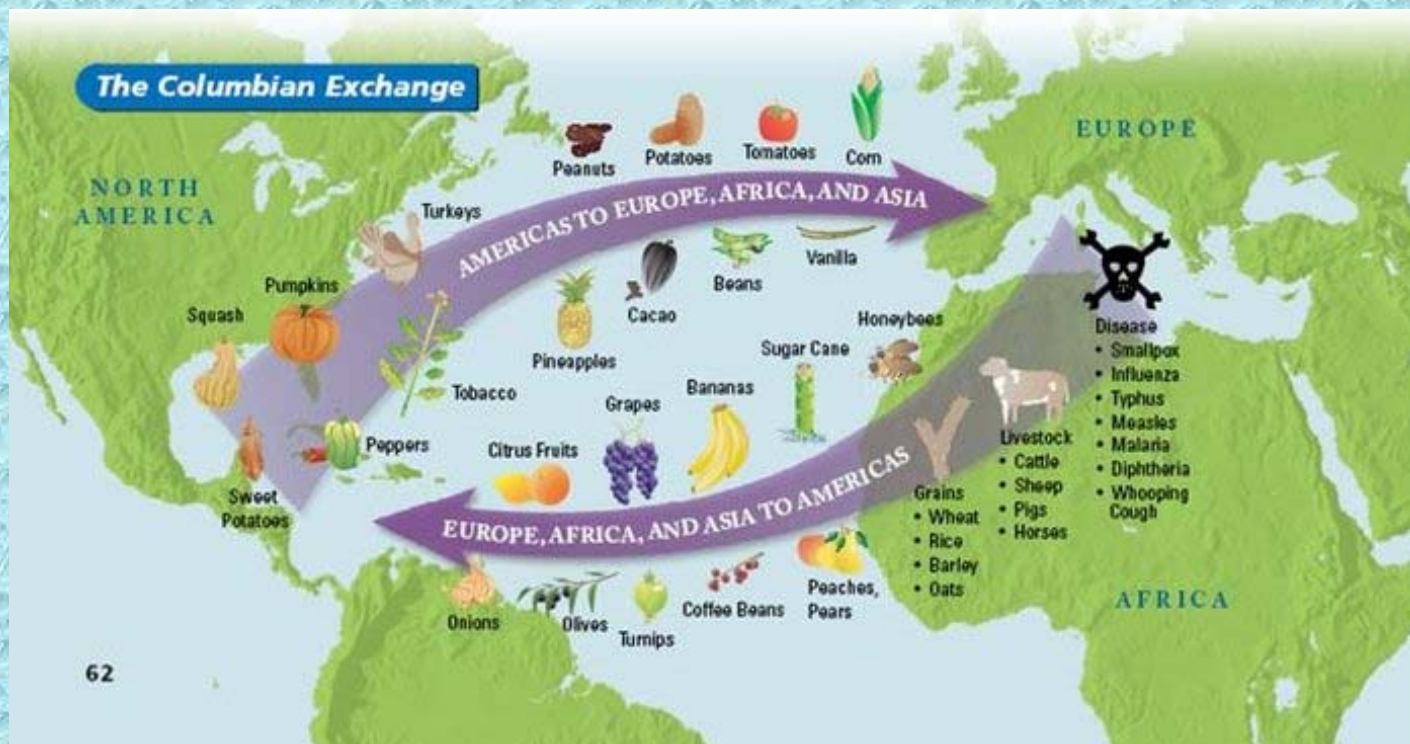 The Columbian Exchange
NORTH
AMERICA
EUROPE
AFRICA
Peanuts
Potatoes
Tomatoes
Corn
AMERICAS TO EUROPE, AFRICA, AND ASIA
Turkeys
Pumpkins
Squash
Tobacco
Peppers
Sweet
Potatoes
Pineapples
Cacao
Beans
Vanilla
Honeybees
Sugar Cane
Bananas
Grapes
Citrus Fruits
EUROPE, AFRICA, AND ASIA TO AMERICAS
Onions
Olives
Turnips
Coffee Beans
Peaches,
Pears
Grains
• Wheat
• Rice
• Barley
• Oats
Livestock
• Cattle
• Sheep
• Pigs
• Horses
Disease
• Smallpox
• Influenza
• Typhus
• Measles
• Malaria
• Diphtheria
• Whooping
Cough
62